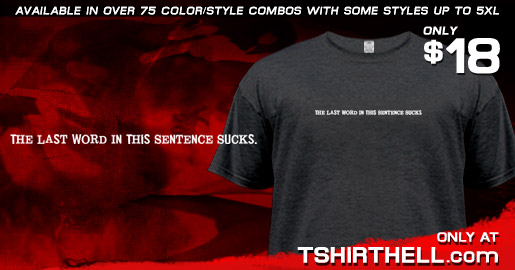 AVAILABLE IN OVER 75 COLOR/STYLE COMBOS WITH SOME STYLES UP TO 5XL
ONLY
$18
THE LAST WORD IN THIS SENTENCE SUCKS.
THE LAST WORD IN THIS SENTENCE SUCKS.
ONLY AT
TSHIRTHELL.com